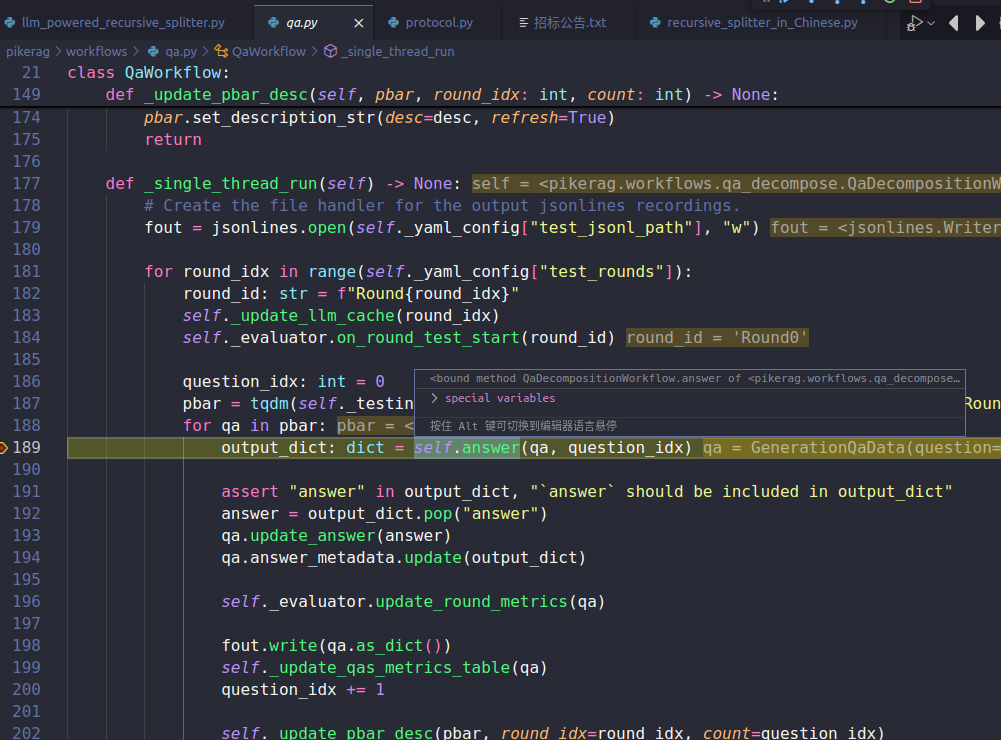 llm_powered_recursive_splitter.py qa.py × protocol.py 招标公告.txt recursive_splitter_in_Chinese.py
pikerag > workflows > qa.py > QaWorkflow > _single_thread_run
21 class QaWorkflow:
149 def _update_pbar_desc(self, pbar, round_idx: int, count: int) -> None:
174 pbar.set_description_str(desc=desc, refresh=True)
175 return
176
177 def _single_thread_run(self) -> None: self = <pikerag.workflows.qa_decompose.QaDecompositionW
178 # Create the file handler for the output jsonlines recordings.
179 fout = jsonlines.open(self._yaml_config["test_jsonl_path"], "w") fout = <jsonlines.Writer
180
181 for round_idx in range(self._yaml_config["test_rounds"]):
182 round_id: str = f"Round{round_idx}"
183 self._update_llm_cache(round_idx)
184 self._evaluator.on_round_test_start(round_id) round_id = 'Round0'
185
186 question_idx: int = 0
<bound method QaDecompositionWorkflow.answer of <pikerag.workflows.qa_decompose…
187 pbar = tqdm(self._testin Roun
> special variables
188 for qa in pbar: pbar = <
按住 Alt 键可切换到编辑器语言悬停
189 output_dict: dict = self.answer(qa, question_idx) qa = GenerationQaData(question=
190
191 assert "answer" in output_dict, "`answer` should be included in output_dict"
192 answer = output_dict.pop("answer")
193 qa.update_answer(answer)
194 qa.answer_metadata.update(output_dict)
195
196 self._evaluator.update_round_metrics(qa)
197
198 fout.write(qa.as_dict())
199 self._update_qas_metrics_table(qa)
200 question_idx += 1
201
202 self._update_pbar_desc(pbar, round_idx=round_idx, count=question_idx)